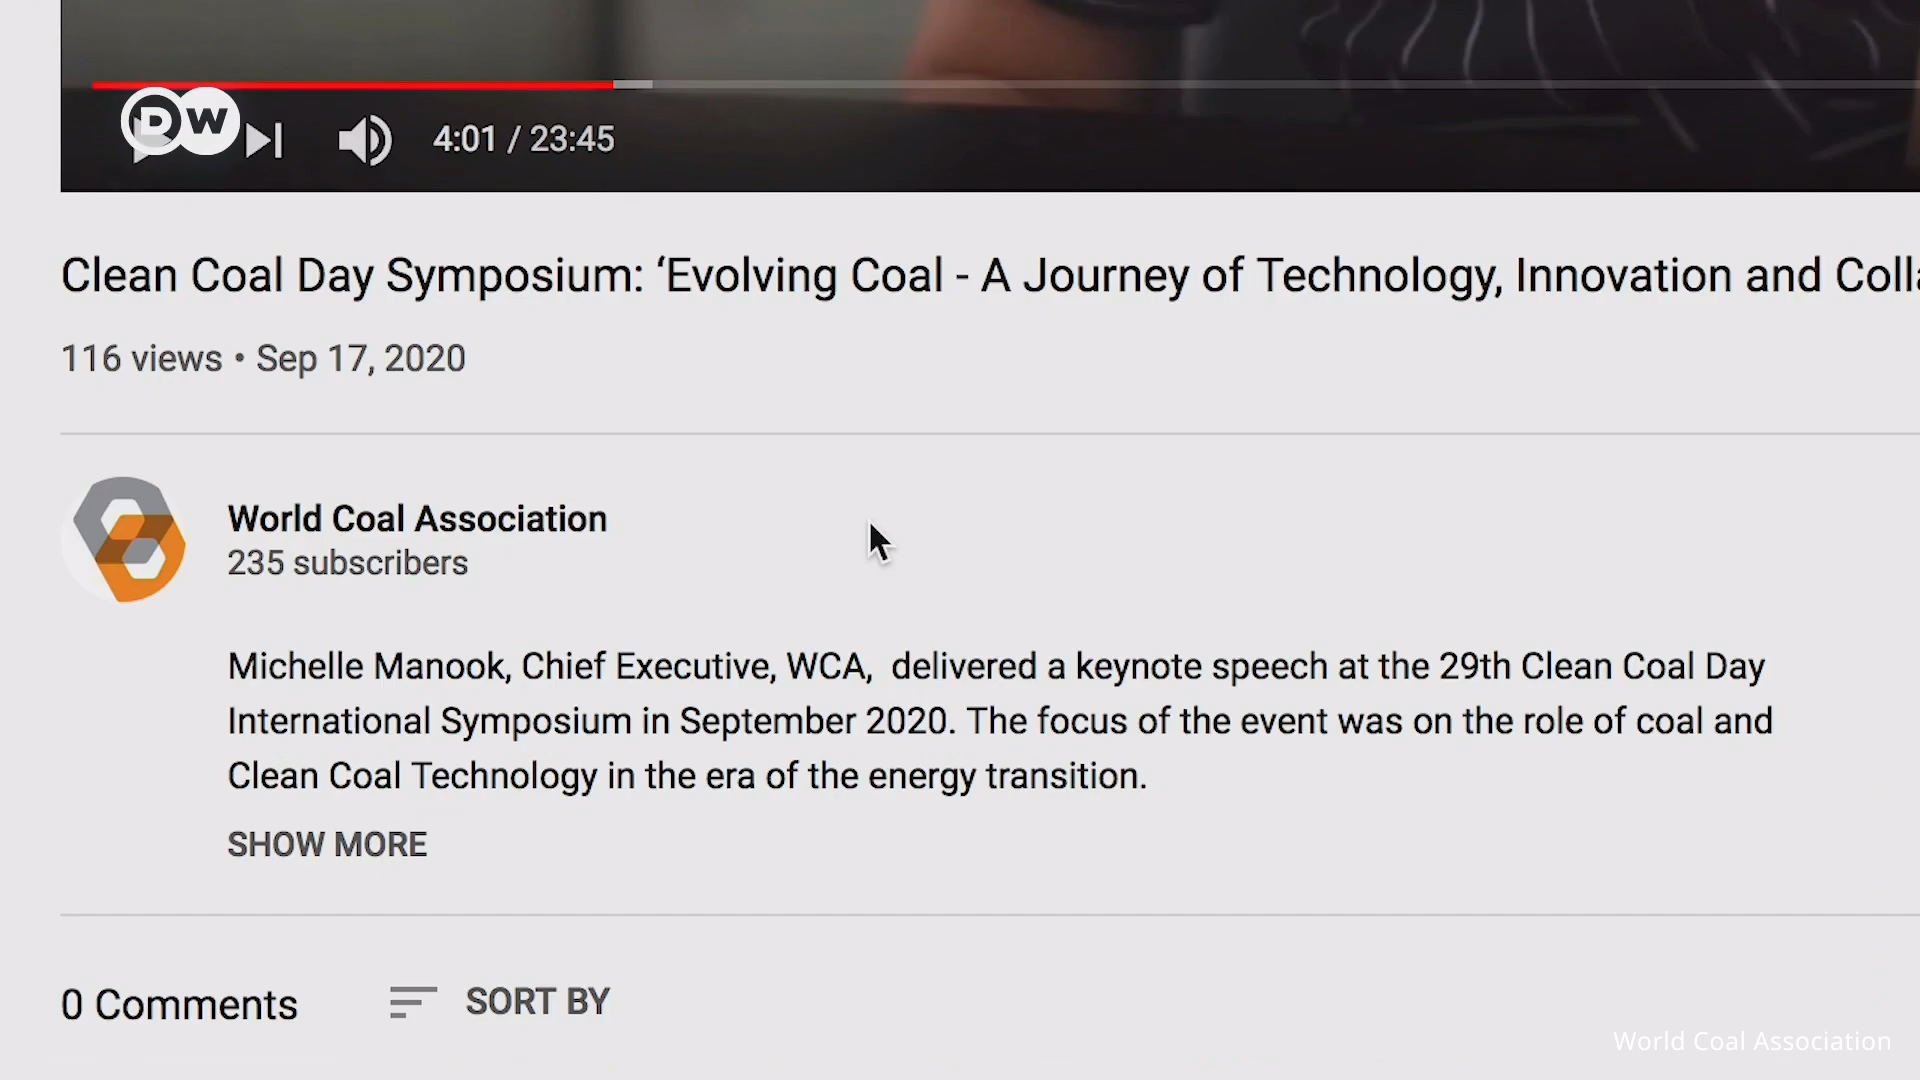 DW
4:01 / 23:45
Clean Coal Day Symposium: ‘Evolving Coal - A Journey of Technology, Innovation and Colla
116 views • Sep 17, 2020
World Coal Association
235 subscribers
Michelle Manook, Chief Executive, WCA,  delivered a keynote speech at the 29th Clean Coal Day
International Symposium in September 2020. The focus of the event was on the role of coal and
Clean Coal Technology in the era of the energy transition.
SHOW MORE
0 Comments SORT BY
World Coal Association